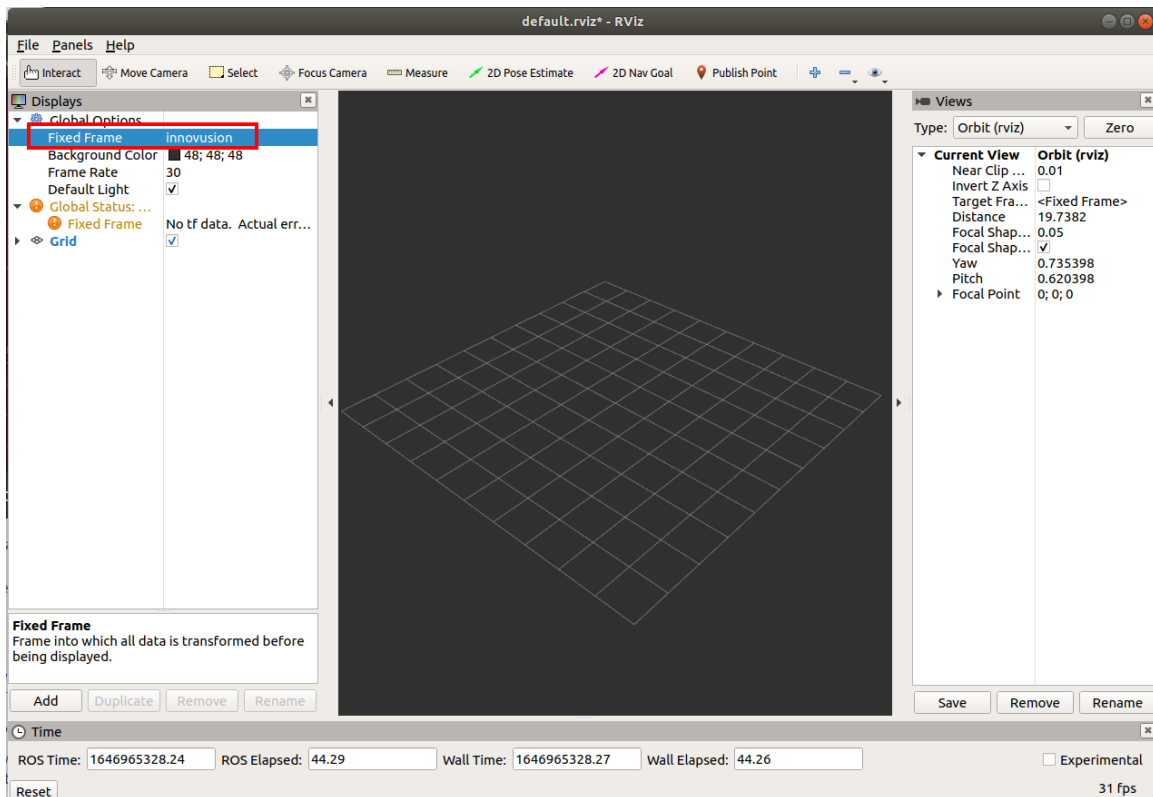 default.rviz* - RViz
File Panels Help
Interact Move Camera Select Focus Camera Measure 2D Pose Estimate 2D Nav Goal Publish Point
Displays
Global Options
Fixed Frame innovusion
Background Color 48; 48; 48
Frame Rate 30
Default Light
Global Status: ...
Fixed Frame No tf data. Actual err...
Grid
Fixed Frame
Frame into which all data is transformed before
being displayed.
Add Duplicate Remove Rename
Views
Type: Orbit (rviz) Zero
Current View Orbit (rviz)
Near Clip ... 0.01
Invert Z Axis
Target Fra... <Fixed Frame>
Distance 19.7382
Focal Shap... 0.05
Focal Shap...
Yaw 0.735398
Pitch 0.620398
Focal Point 0; 0; 0
Save Remove Rename
Time
ROS Time: 1646965328.24 ROS Elapsed: 44.29 Wall Time: 1646965328.27 Wall Elapsed: 44.26 Experimental
Reset 31 fps